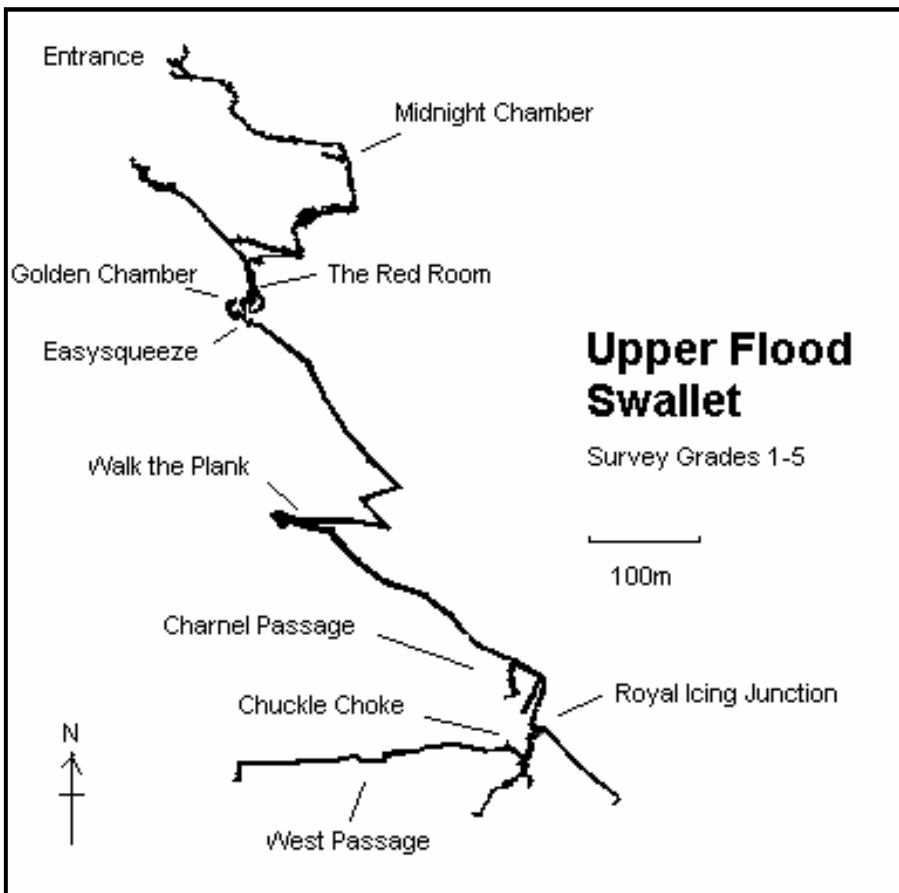 Entrance
Midnight Chamber
Golden Chamber
The Red Room
Easysqueeze
Upper Flood
Swallet
Survey Grades 1-5
Walk the Plank
100m
Charnel Passage
Royal Icing Junction
Chuckle Choke
N
West Passage